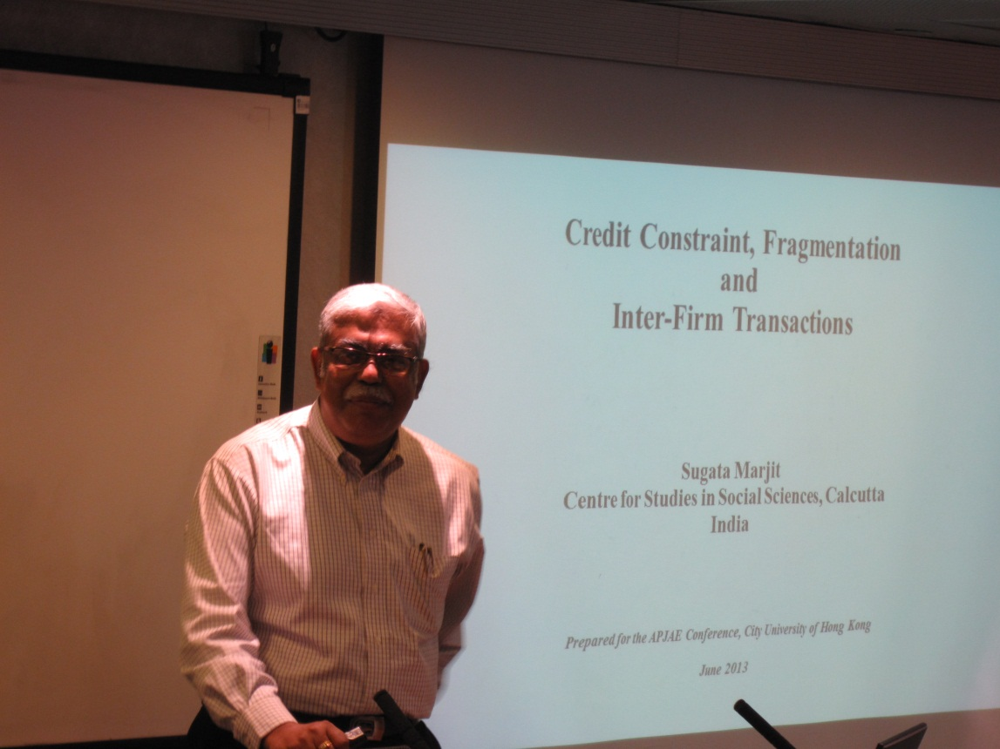 Credit Constraint, Fragmentation
and
Inter-Firm Transactions
Sugata Marjit
Centre for Studies in Social Sciences, Calcutta
India
Prepared for the APJAE Conference, City University of Hong Kong
June 2013